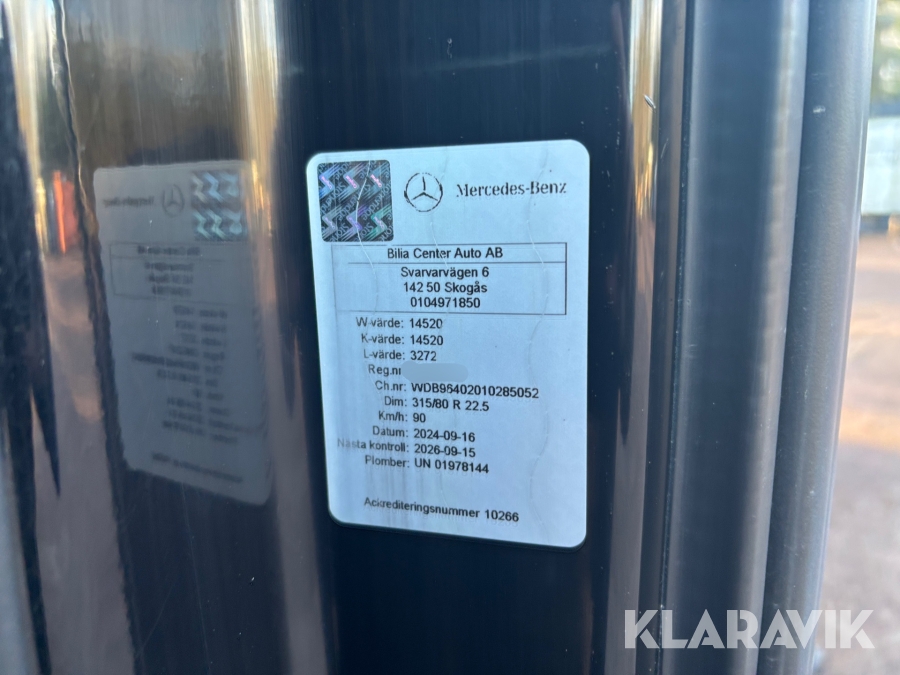 Mercedes-Benz
Bilia Center Auto AB
Svarvarvägen 6
142 50 Skogås
0104971850
W-värde: 14520
K-värde: 14520
L-värde: 3272
Reg.nr
Ch.nr: WDB96402010285052
Dim: 315/80 R 22.5
Km/h: 90
Datum: 2024-09-16
Nästa kontroll: 2026-09-15
Plomber: UN 01978144
Ackrediteringsnummer 10266
KLARAVIK